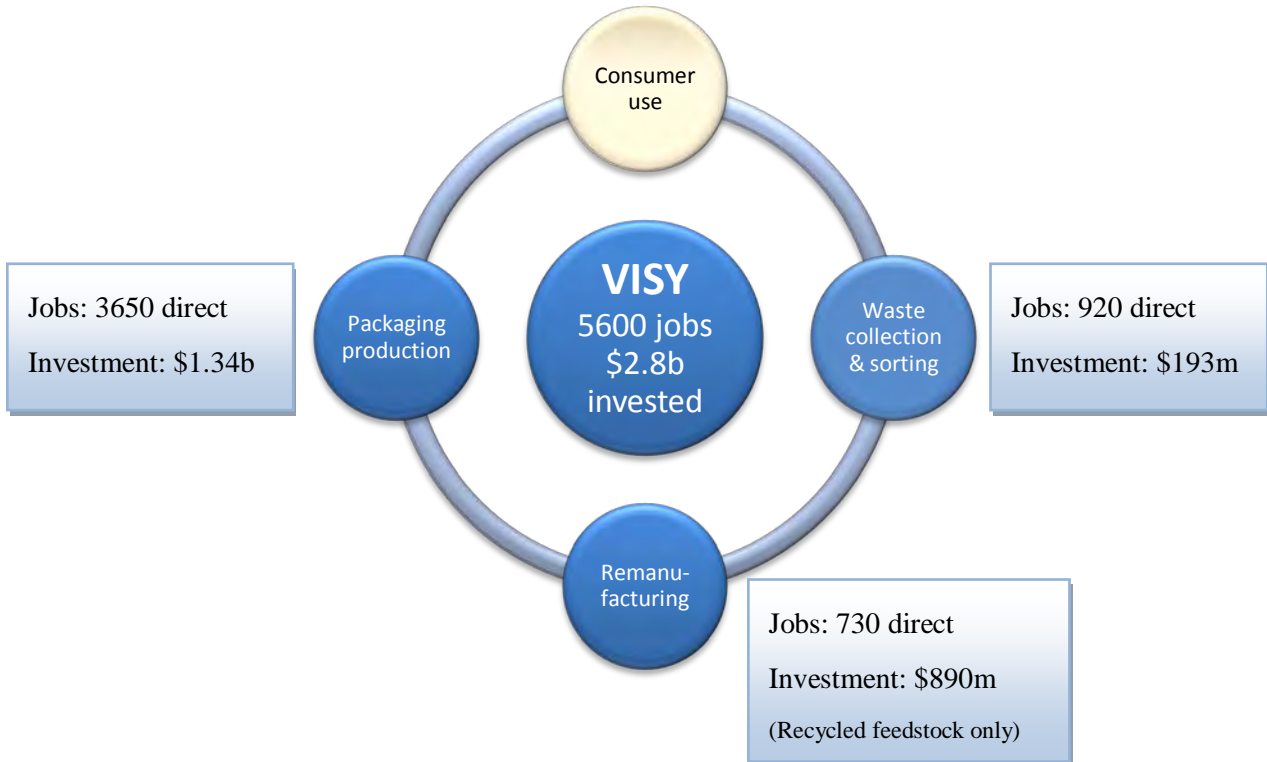 Consumer
use
VISY
5600 jobs
$2.8b
invested
Jobs: 3650 direct
Investment: $1.34b
Packaging
production
Waste
collection
& sorting
Jobs: 920 direct
Investment: $193m
Remanu-
facturing
Jobs: 730 direct
Investment: $890m
(Recycled feedstock only)